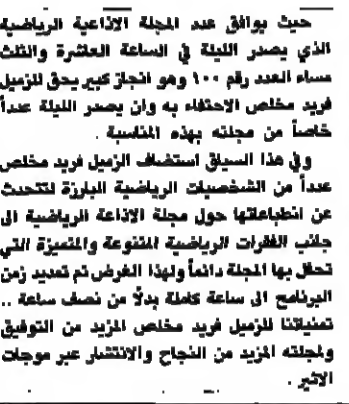 حيث يوافق عدد المجلة الاذاعية الرياضية
الذي يصدر الليلة في الساعة العاشرة والثلث
مساء العدد رقم ١٠٠ وهو انجاز كبير يحق للزميل
فريد مخلص الاحتفاء به وان يصدر الليلة عدداً
خاصاً من مجلته بهذه المناسبة .
وفي هذا السياق استضاف الزميل فريد مخلص
عدداً من الشخصيات الرياضية البارزة لتتحدث
عن انطباعاتها حول مجلة الاذاعة الرياضية الى
جانب الفقرات الرياضية المتنوعة والمتميزة التي
تحفل بها المجلة دائماً ولهذا الغرض تم تمديد زمن
البرنامج الى ساعة كاملة بدلاً من نصف ساعة ..
تمنياتنا للزميل فريد مخلص المزيد من التوفيق
ولمجلته المزيد من النجاح والانتشار عبر موجات
الاثير .